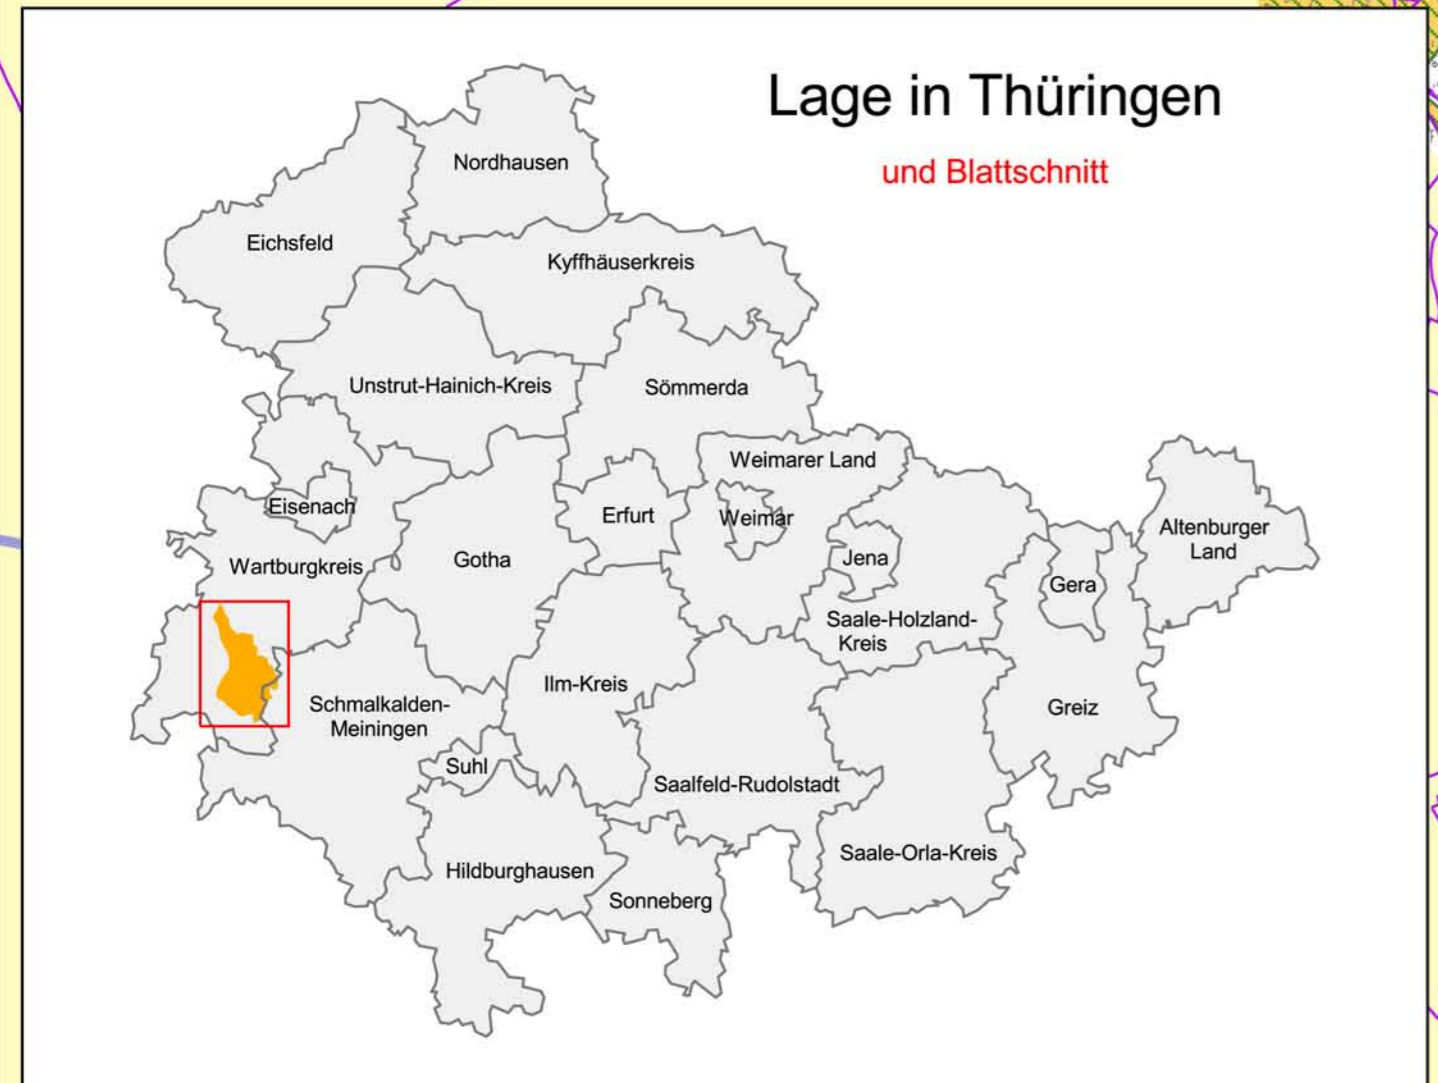 Lage in Thüringen
und Blattschnitt
Nordhausen
Eichsfeld
Kyffhäuserkreis
Unstrut-Hainich-Kreis
Sömmerda
Weimarer Land
Eisenach
Erfurt
Weimar
Altenburger
Land
Wartburgkreis
Gotha
Jena
Gera
Saale-Holzland-
Kreis
Ilm-Kreis
Schmalkalden-
Meiningen
Greiz
Suhl
Saalfeld-Rudolstadt
Saale-Orla-Kreis
Hildburghausen
Sonneberg